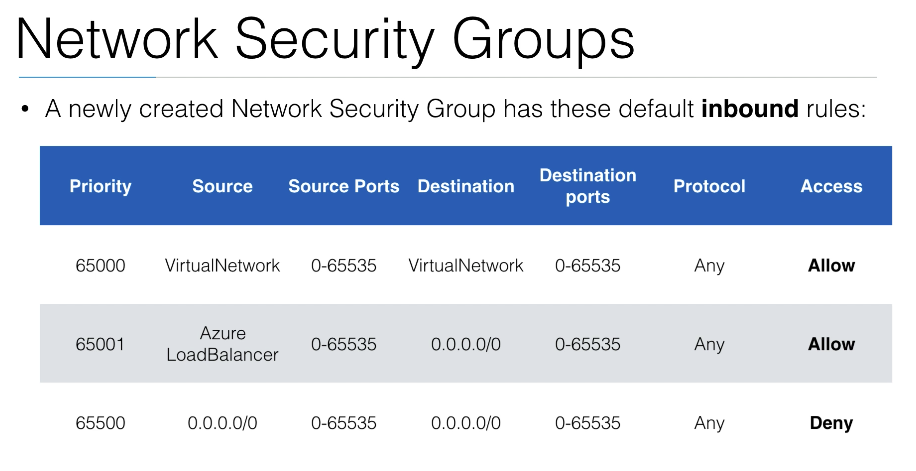 Network Security Groups
• A newly created Network Security Group has these default inbound rules:
Priority Source Source Ports Destination Destination ports Protocol Access
65000 VirtualNetwork 0-65535 VirtualNetwork 0-65535 Any Allow
65001 Azure LoadBalancer 0-65535 0.0.0.0/0 0-65535 Any Allow
65500 0.0.0.0/0 0-65535 0.0.0.0/0 0-65535 Any Deny